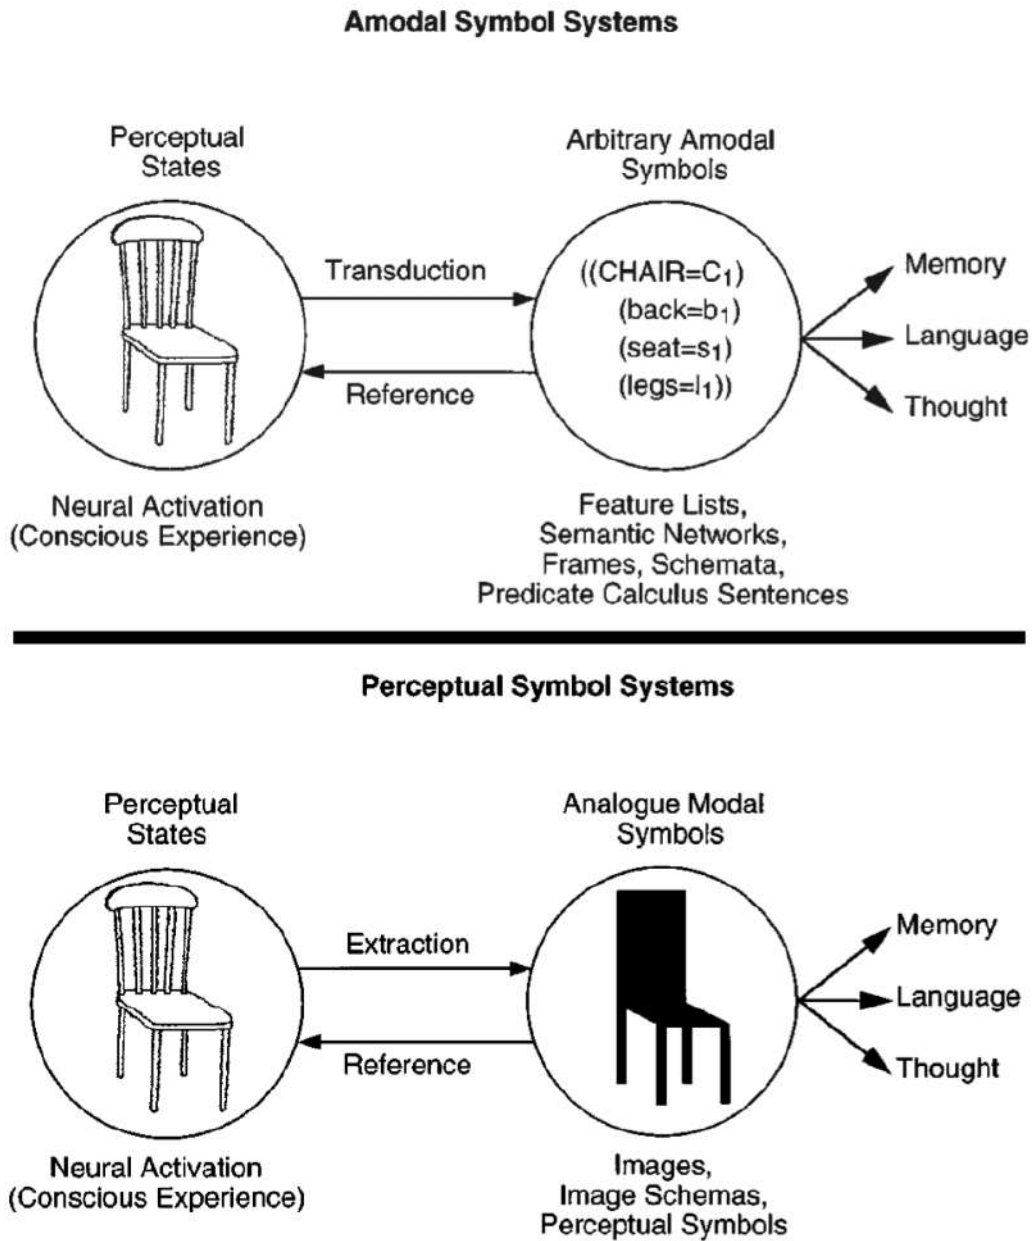 Amodal Symbol Systems
Perceptual
States
Arbitrary Amodal
Symbols
Transduction
Reference
((CHAIR=C₁)
(back=b₁)
(seat=s₁)
(legs=l₁))
Memory
Language
Thought
Neural Activation
(Conscious Experience)
Feature Lists,
Semantic Networks,
Frames, Schemata,
Predicate Calculus Sentences
Perceptual Symbol Systems
Perceptual
States
Analogue Modal
Symbols
Extraction
Reference
Memory
Language
Thought
Neural Activation
(Conscious Experience)
Images,
Image Schemas,
Perceptual Symbols